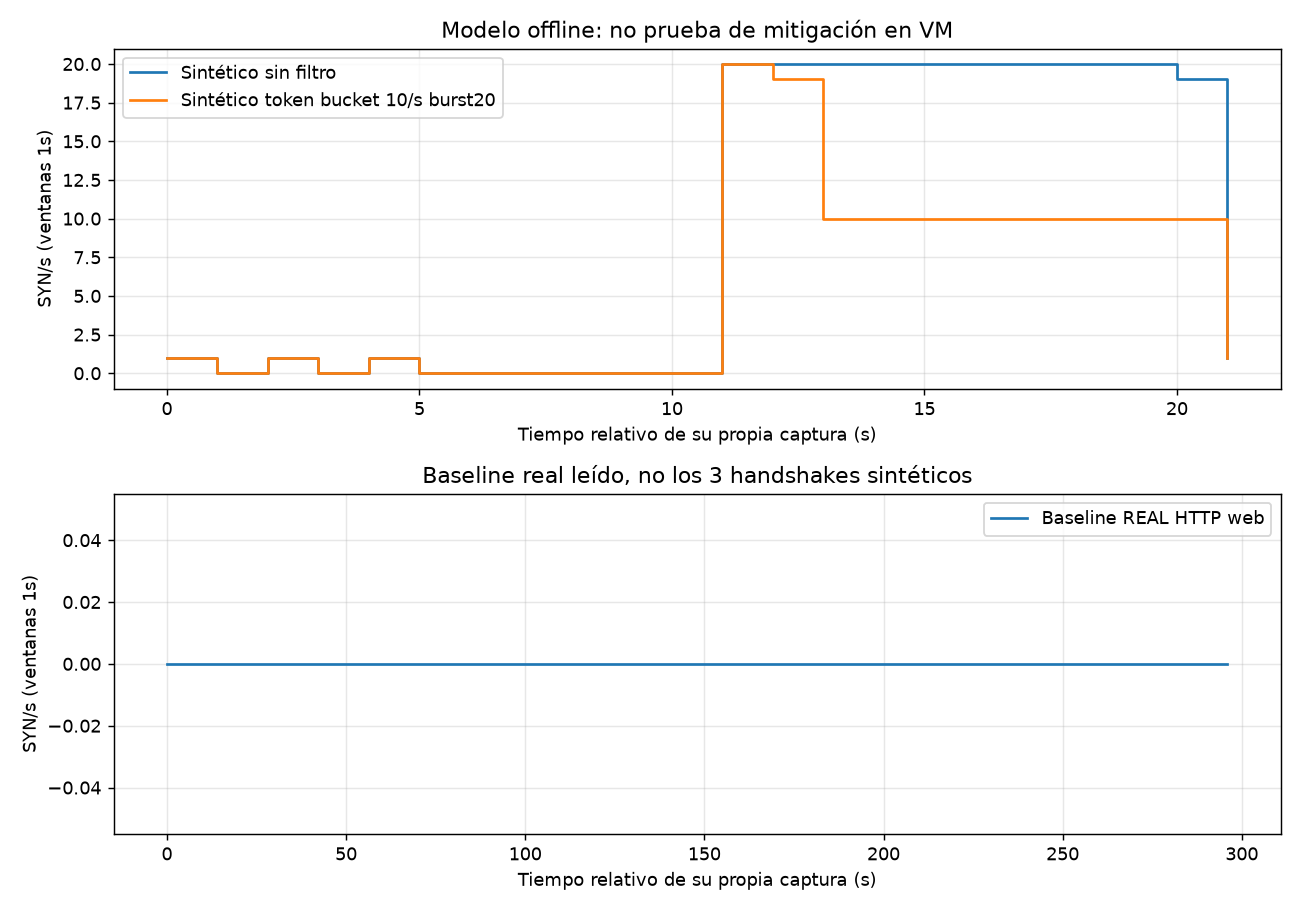 Modelo offline: no prueba de mitigación en VM
Sintético sin filtro
Sintético token bucket 10/s burst20
SYN/s (ventanas 1s)
20.0
17.5
15.0
12.5
10.0
7.5
5.0
2.5
0.0
0
5
10
15
20
Tiempo relativo de su propia captura (s)
Baseline real leído, no los 3 handshakes sintéticos
Baseline REAL HTTP web
SYN/s (ventanas 1s)
0.04
0.02
0.00
−0.02
−0.04
0
50
100
150
200
250
300
Tiempo relativo de su propia captura (s)